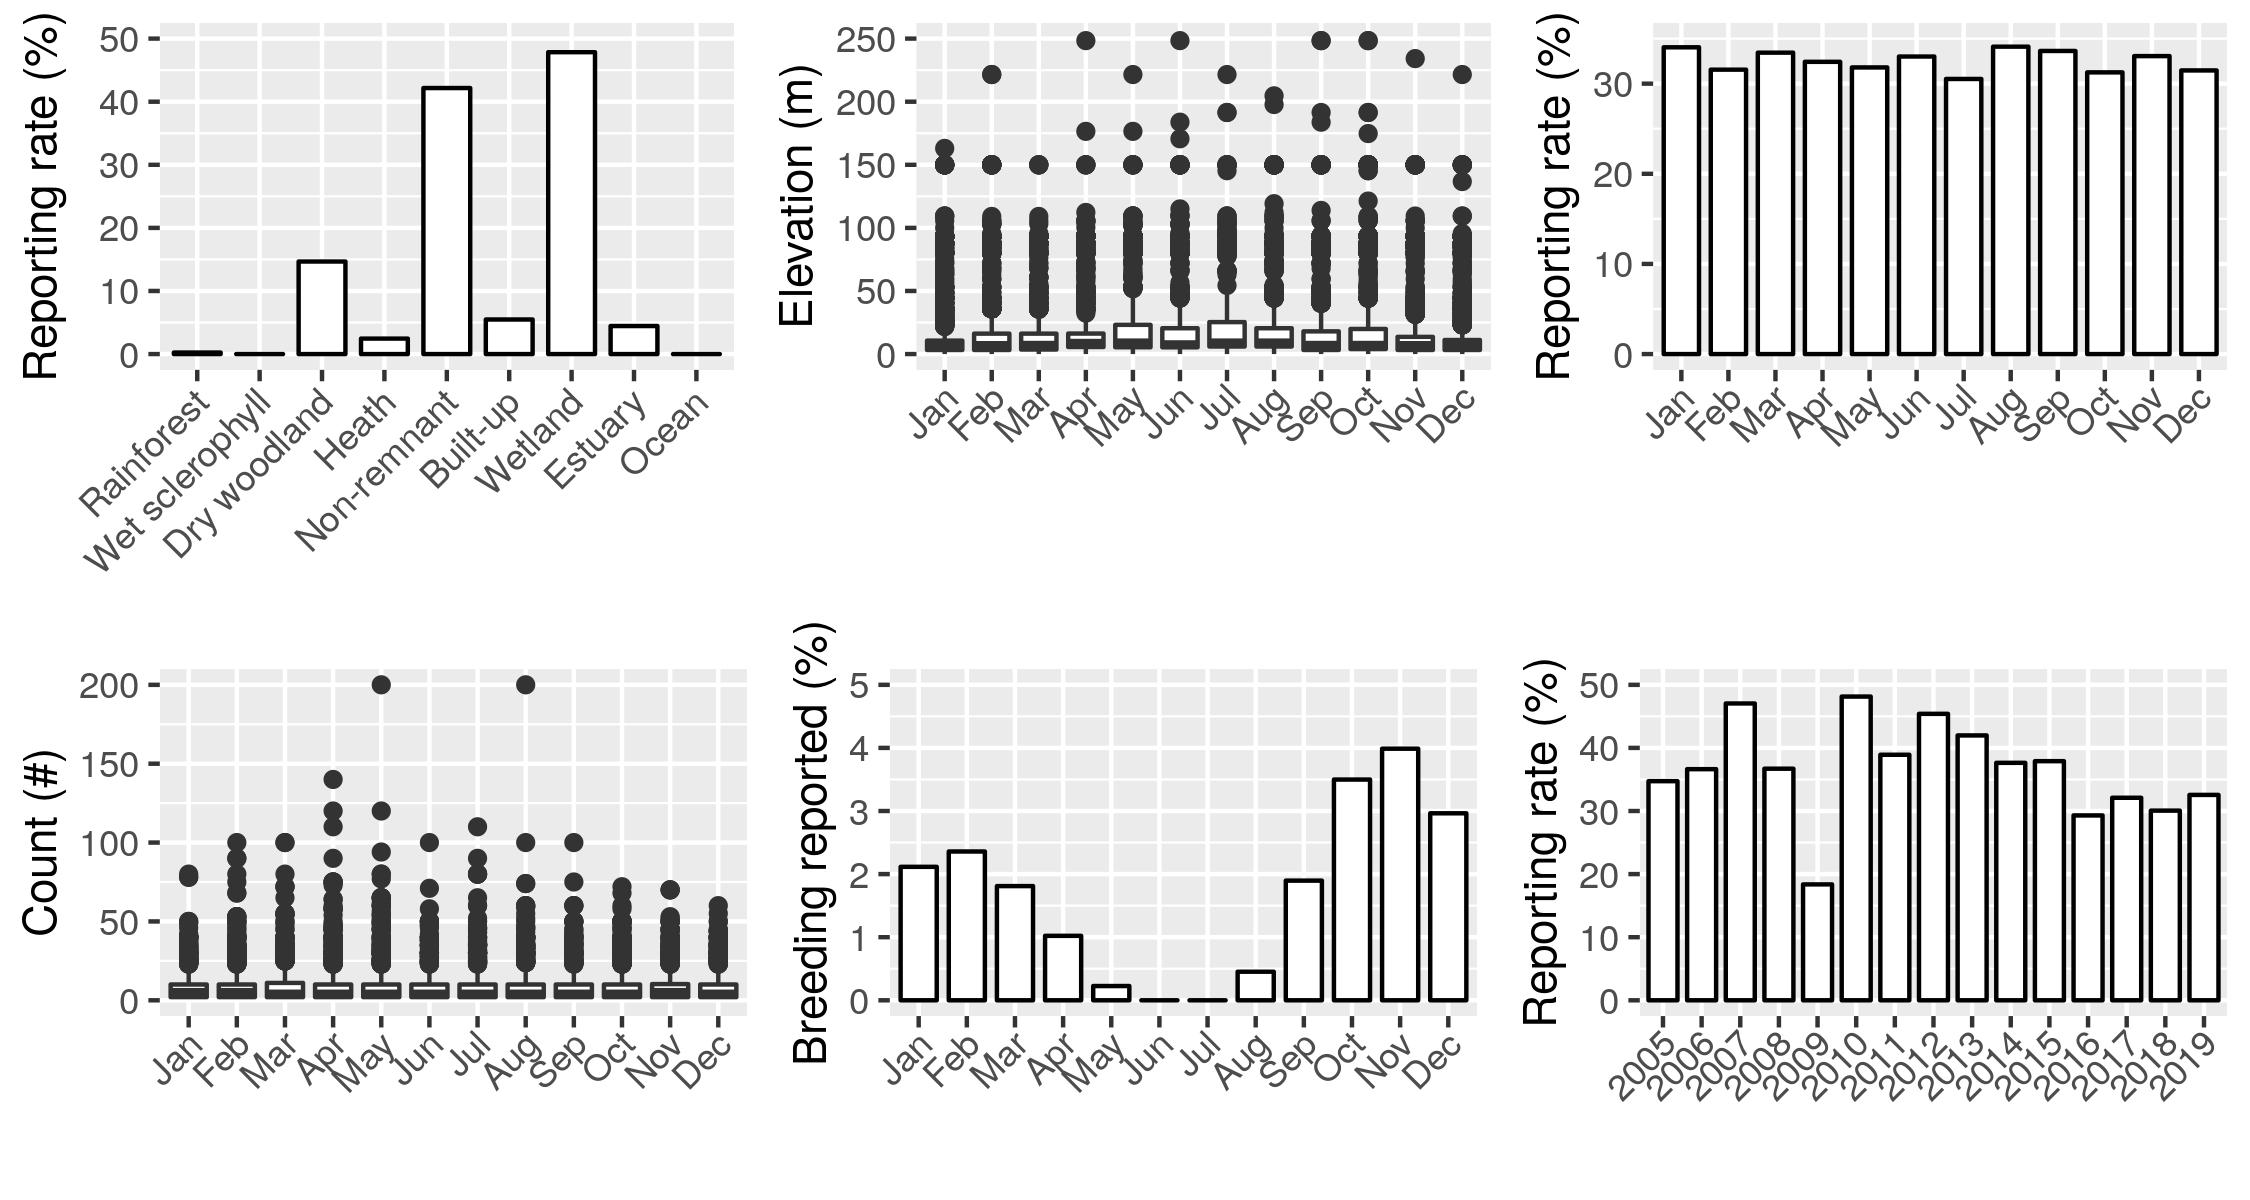 Reporting rate (%)
50
40
30
20
10
0
Rainforest
Wet sclerophyll
Dry woodland
Heath
Non-remnant
Built-up
Wetland
Estuary
Ocean
Elevation (m)
250
200
150
100
50
0
Jan
Feb
Mar
Apr
May
Jun
Jul
Aug
Sep
Oct
Nov
Dec
Reporting rate (%)
30
20
10
0
Jan
Feb
Mar
Apr
May
Jun
Jul
Aug
Sep
Oct
Nov
Dec
Count (#)
200
150
100
50
0
Jan
Feb
Mar
Apr
May
Jun
Jul
Aug
Sep
Oct
Nov
Dec
Breeding reported (%)
5
4
3
2
1
0
Jan
Feb
Mar
Apr
May
Jun
Jul
Aug
Sep
Oct
Nov
Dec
Reporting rate (%)
50
40
30
20
10
0
2005
2006
2007
2008
2009
2010
2011
2012
2013
2014
2015
2016
2017
2018
2019